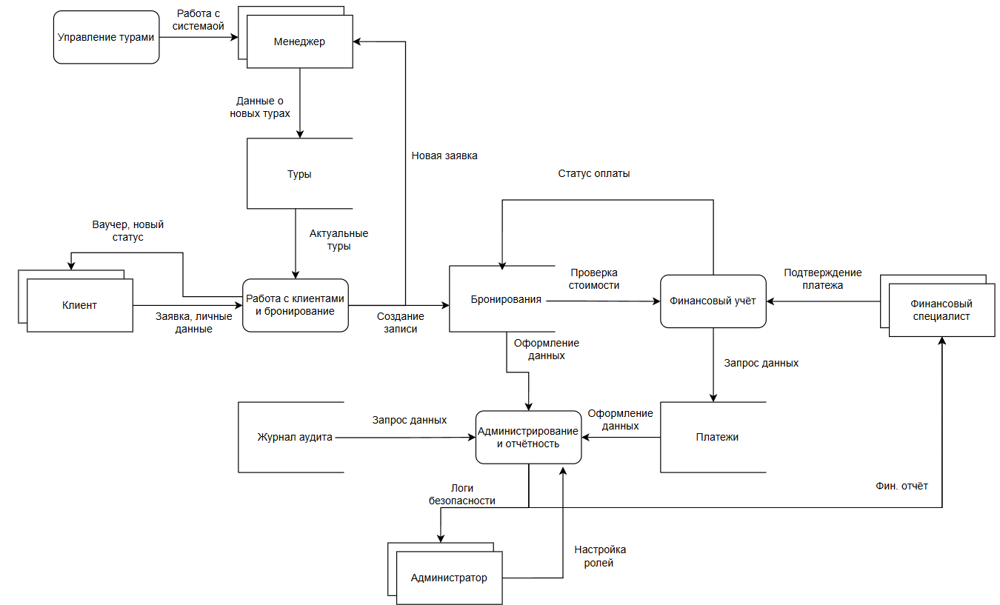 Работа с
системаой
Управление турами
Менеджер
Данные о
новых турах
Новая заявка
Туры
Статус оплаты
Ваучер, новый
статус
Актуальные
туры
Клиент
Заявка, личные
данные
Работа с клиентами
и бронирование
Создание
записи
Бронирования
Проверка
стоимости
Финансовый учёт
Подтверждение
платежа
Финансовый
специалист
Оформление
данных
Запрос данных
Журнал аудита
Запрос данных
Администрирование
и отчётность
Оформление
данных
Платежи
Логи
безопасности
Фин. отчёт
Администратор
Настройка
ролей